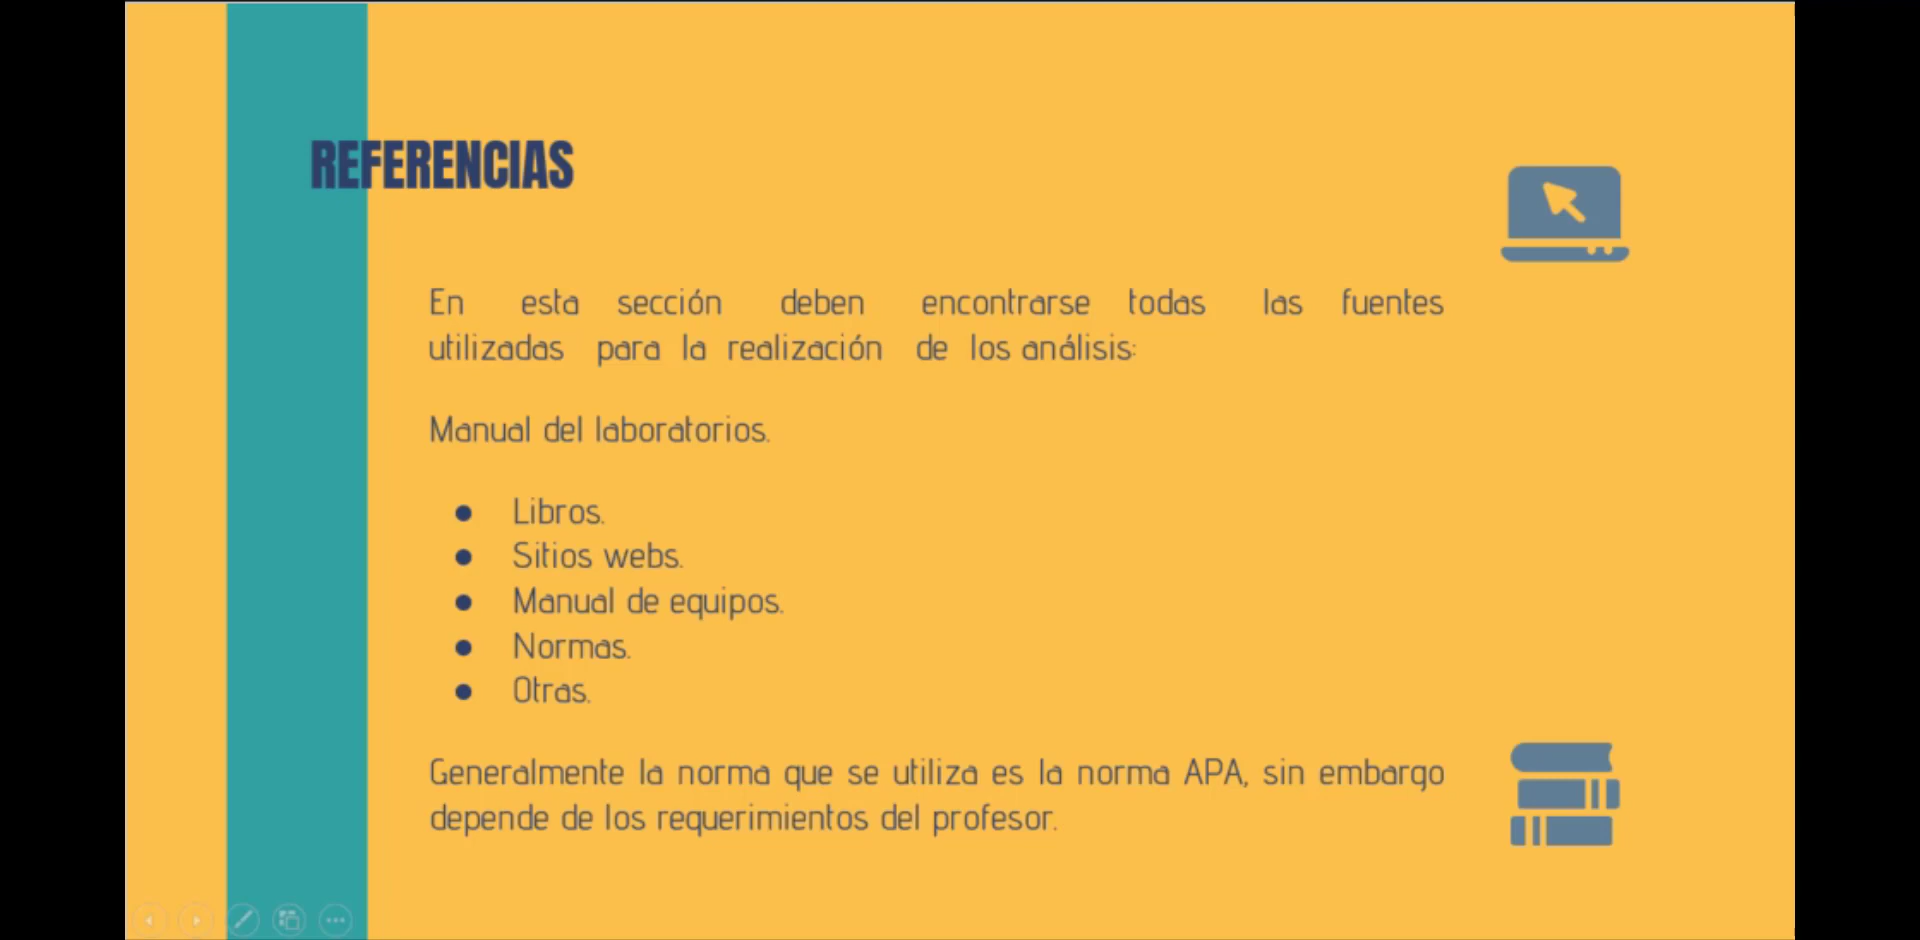 REFERENCIAS
En esta sección deben encontrarse todas las fuentes
utilizadas para la realización de los análisis:
Manual del laboratorios.
● Libros.
● Sitios webs.
● Manual de equipos.
● Normas.
● Otras.
Generalmente la norma que se utiliza es la norma APA, sin embargo
depende de los requerimientos del profesor.